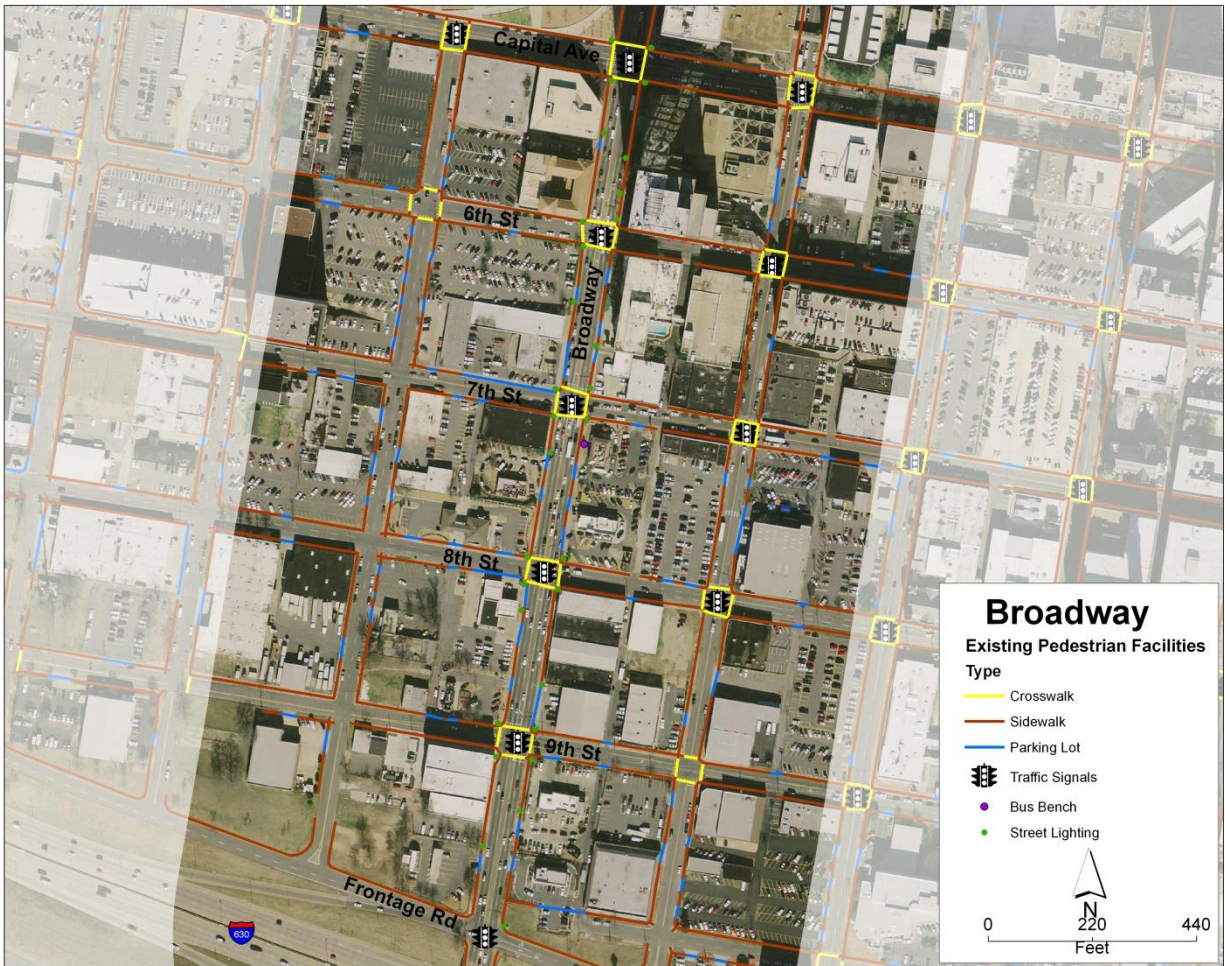 Capital Ave
6th St
Broadway
7th St
8th St
9th St
Frontage Rd
630
Broadway
Existing Pedestrian Facilities
Type
Crosswalk
Sidewalk
Parking Lot
Traffic Signals
Bus Bench
Street Lighting
N
0 220 440
Feet